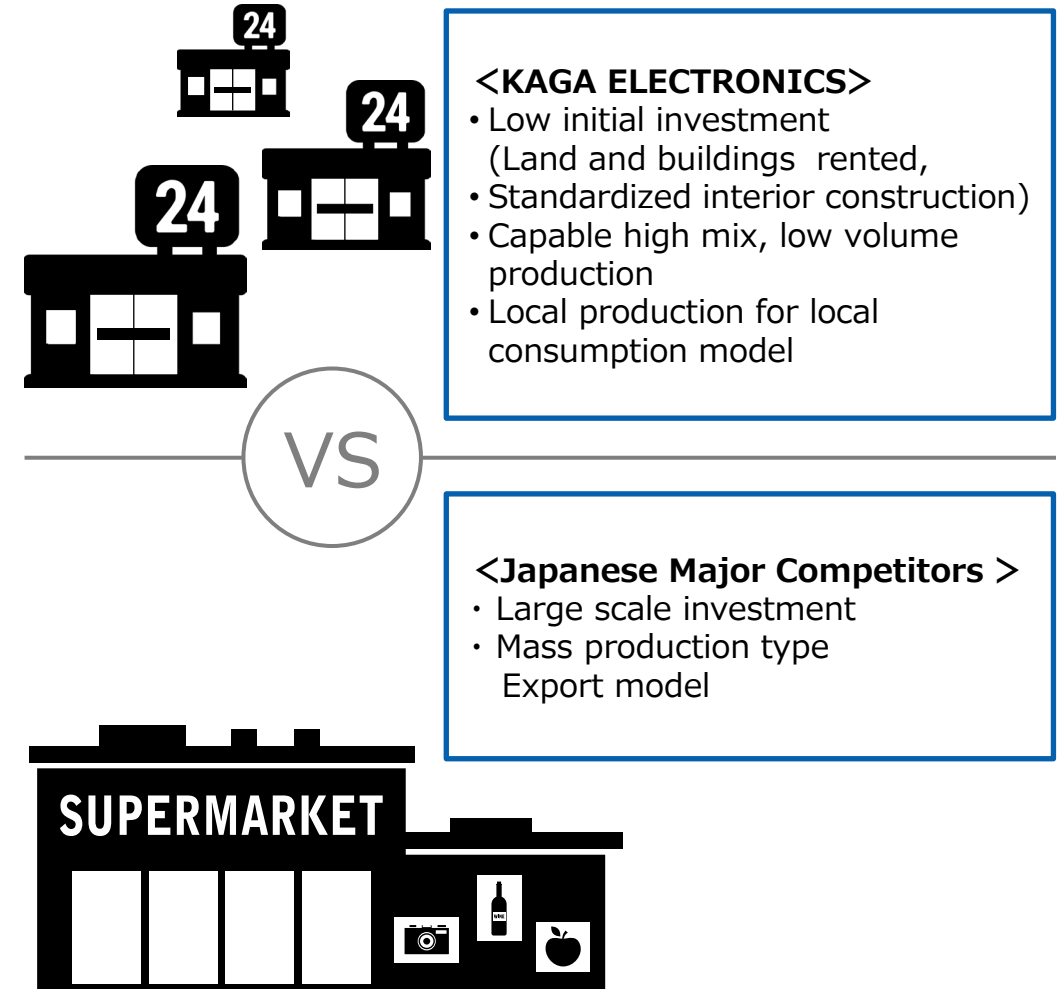 24
24
24
<KAGA ELECTRONICS>
• Low initial investment
(Land and buildings rented,
• Standardized interior construction)
• Capable high mix, low volume
production
• Local production for local
consumption model
VS
<Japanese Major Competitors >
・ Large scale investment
・ Mass production type
Export model
SUPERMARKET
WINE